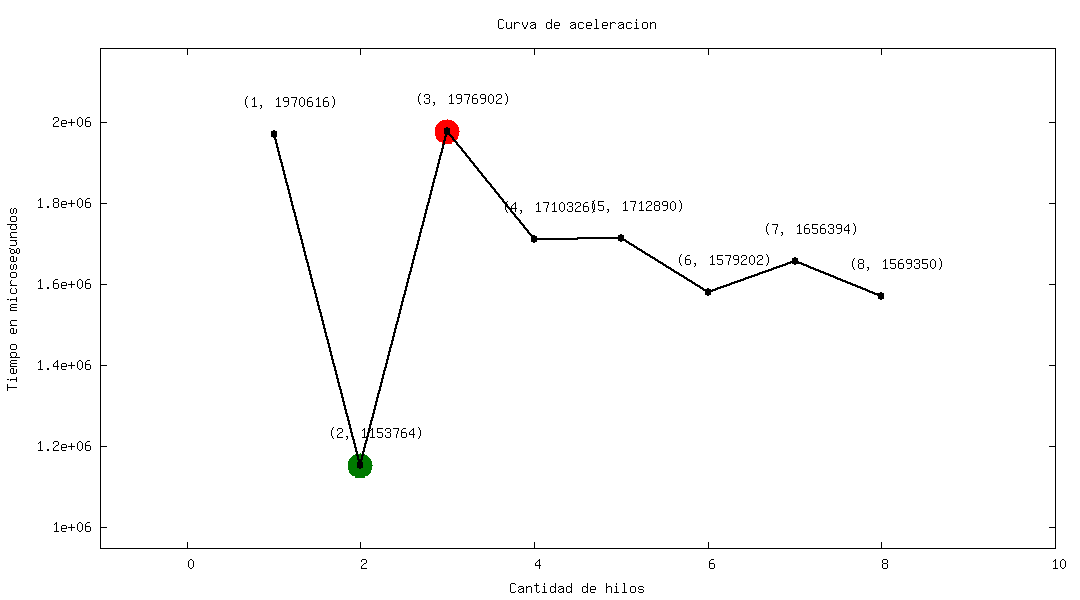 Curva de aceleracion
(1, 1970616)
(3, 1976902)
2e+06
1.8e+06
(4, 1710326)
(5, 1712890)
(7, 1656394)
(6, 1579202)
(8, 1569350)
1.6e+06
1.4e+06
(2, 1153764)
1.2e+06
1e+06
Tiempo en microsegundos
0 2 4 6 8 10
Cantidad de hilos